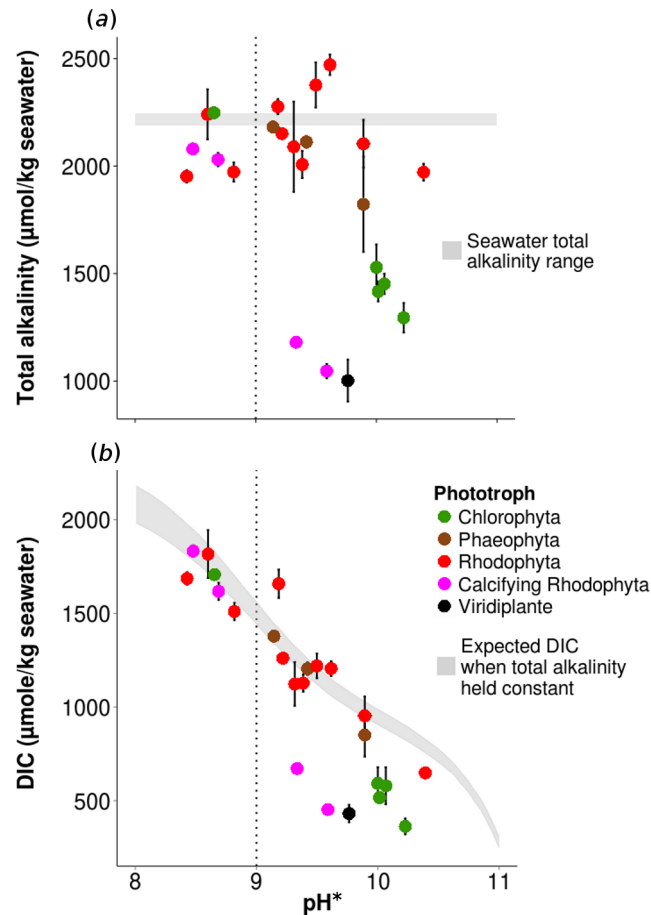 (a)
Total alkalinity (µmol/kg seawater)
2500
2000
1500
1000
Seawater total
alkalinity range
(b)
DIC (µmole/kg seawater)
2000
1500
1000
500
Phototroph
Chlorophyta
Phaeophyta
Rhodophyta
Calcifying Rhodophyta
Viridiplante
Expected DIC
when total alkalinity
held constant
8
9
10
11
pH*